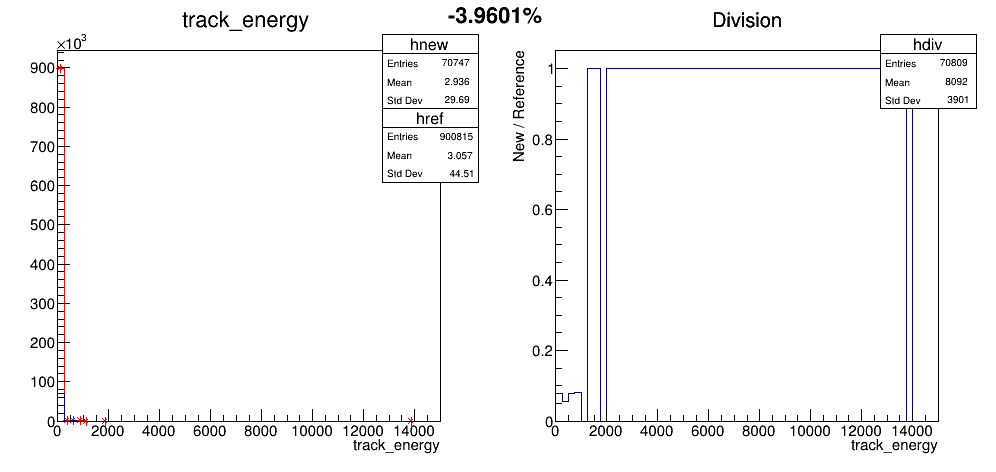 -3.9601%
track_energy
×10³
900
800
700
600
500
400
300
200
100
0
0 2000 4000 6000 8000 10000 12000 14000
track_energy
hnew
Entries 70747
Mean 2.936
Std Dev 29.69
href
Entries 900815
Mean 3.057
Std Dev 44.51
Division
New / Reference
1
0.8
0.6
0.4
0.2
0
0 2000 4000 6000 8000 10000 12000 14000
track_energy
hdiv
Entries 70809
Mean 8092
Std Dev 3901